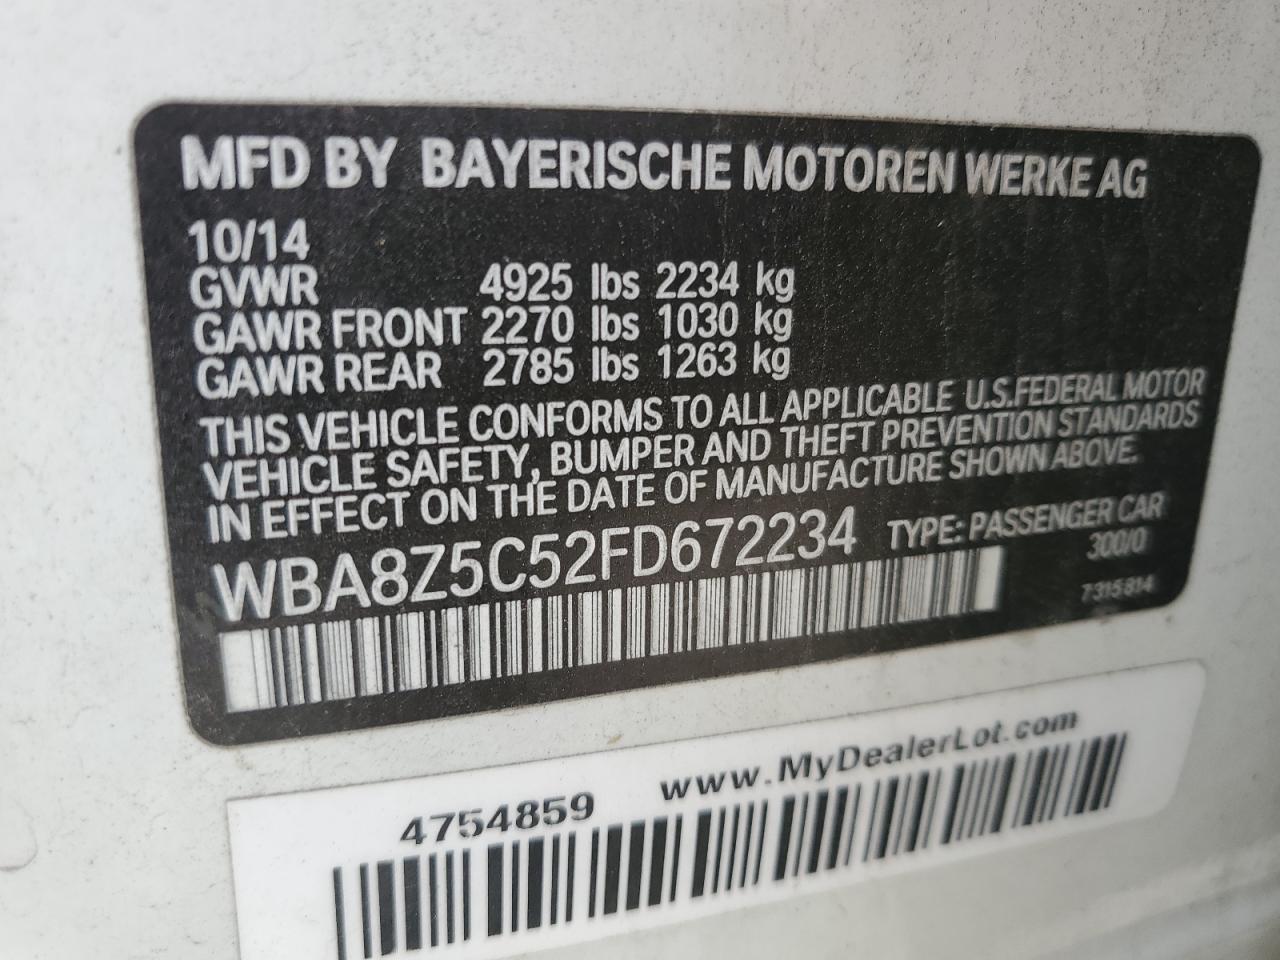 MFD BY BAYERISCHE MOTOREN WERKE AG
10/14
GVWR 4925 lbs 2234 kg
GAWR FRONT 2270 lbs 1030 kg
GAWR REAR 2785 lbs 1263 kg
THIS VEHICLE CONFORMS TO ALL APPLICABLE U.S.FEDERAL MOTOR
VEHICLE SAFETY, BUMPER AND THEFT PREVENTION STANDARDS
IN EFFECT ON THE DATE OF MANUFACTURE SHOWN ABOVE.
WBA8Z5C52FD672234 TYPE: PASSENGER CAR
300/0
7315814
4754859 www.MyDealerLot.com